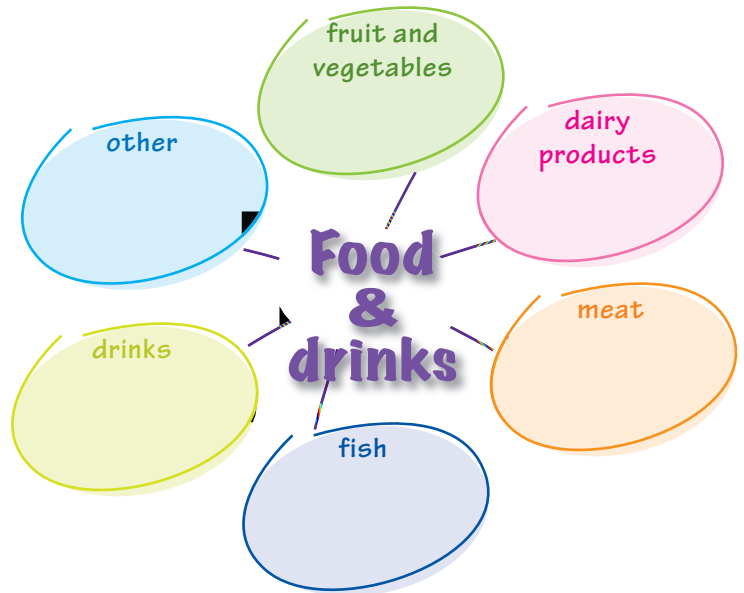 fruit and
vegetables
dairy
products
other
Food
&
drinks
meat
drinks
fish